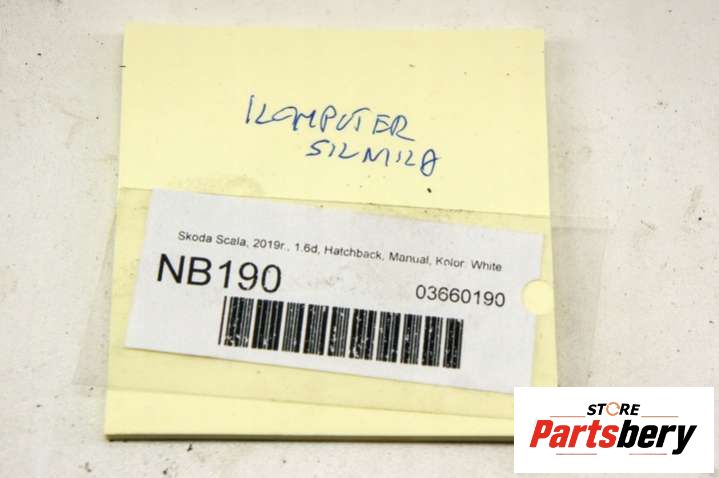 KOMPUTER
SILNIKA
Skoda Scala, 2019r., 1.6d, Hatchback, Manual, Kolor: White
NB190
03660190
STORE
Partsbery